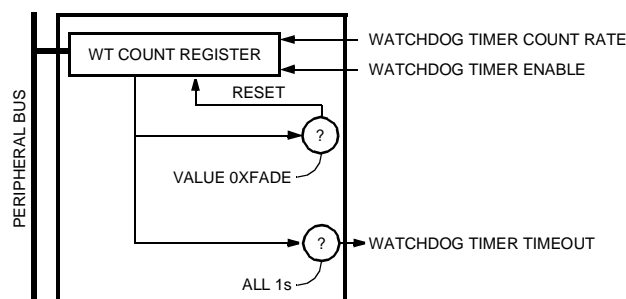 WATCHDOG TIMER COUNT RATE
WT COUNT REGISTER
WATCHDOG TIMER ENABLE
RESET
?
VALUE 0XFADE
PERIPHERAL BUS
?
WATCHDOG TIMER TIMEOUT
ALL 1s